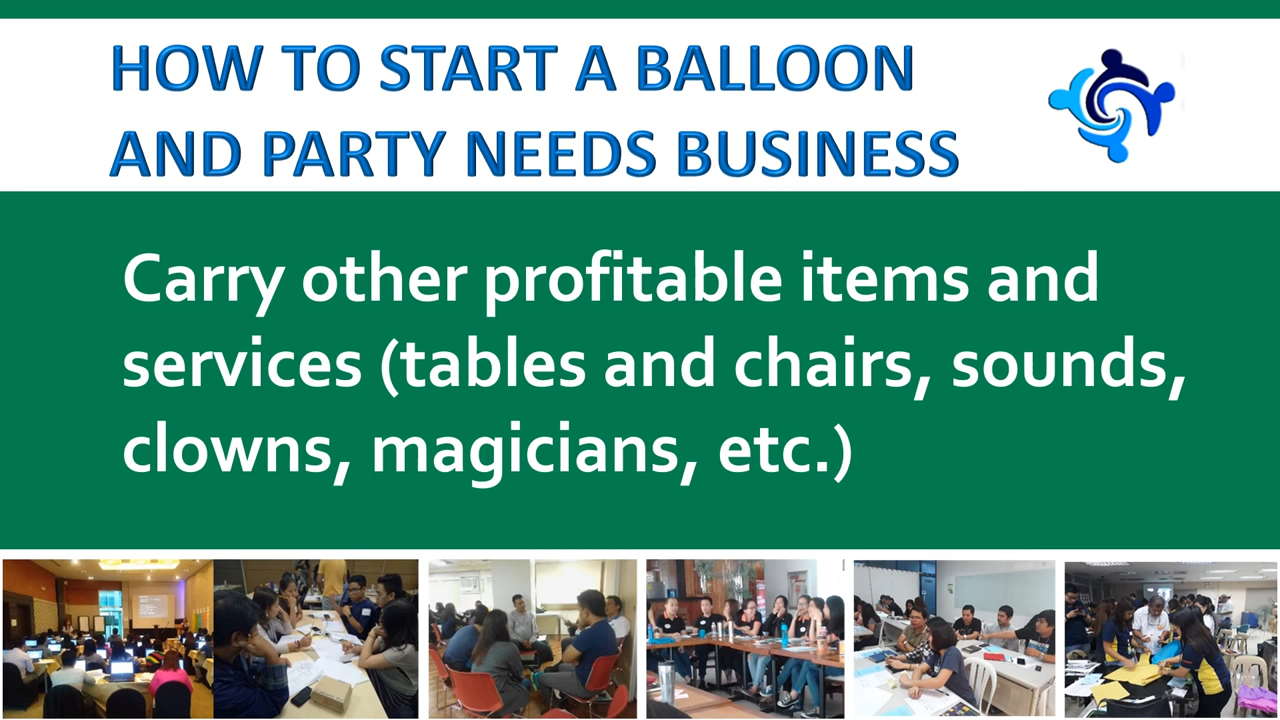 HOW TO START A BALLOON
AND PARTY NEEDS BUSINESS
Carry other profitable items and
services (tables and chairs, sounds,
clowns, magicians, etc.)